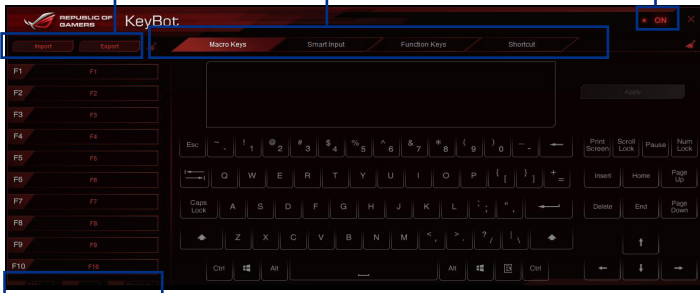 REPUBLIC OF
GAMERS
KeyBot
ON
Import
Export
Macro Keys
Smart Input
Function Keys
Shortcut
F1 F1
F2 F2
F3 F3
F4 F4
F5 F5
F6 F6
F7 F7
F8 F8
F9 F9
F10 F10
Apply
Esc ~ ` ! 1 @ 2 # 3 $ 4 % 5 ^ 6 & 7 * 8 ( 9 ) 0 _ - ←
Print Screen Scroll Lock Pause Num Lock
Q W E R T Y U I O P { [ } ] + =
Insert Home Page Up
Caps Lock A S D F G H J K L : ; " ,
Delete End Page Down
Z X C V B N M < , > . ? / | \
↑
Ctrl Alt Alt Ctrl
← ↓ →